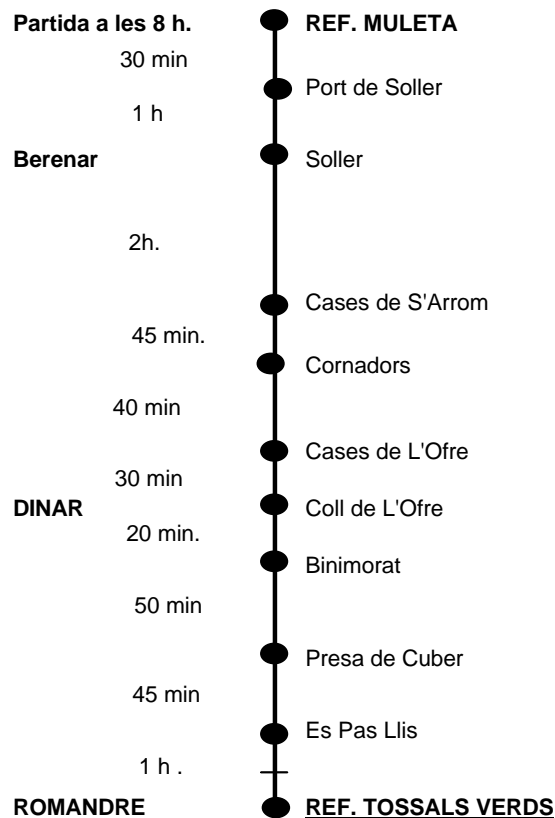 Partida a les 8 h. REF. MULETA
30 min
Port de Soller
1 h
Berenar Soller
2h.
Cases de S'Arrom
45 min.
Cornadors
40 min
Cases de L'Ofre
30 min
DINAR Coll de L'Ofre
20 min.
Binimorat
50 min
Presa de Cuber
45 min
Es Pas Llis
1 h .
ROMANDRE REF. TOSSALS VERDS